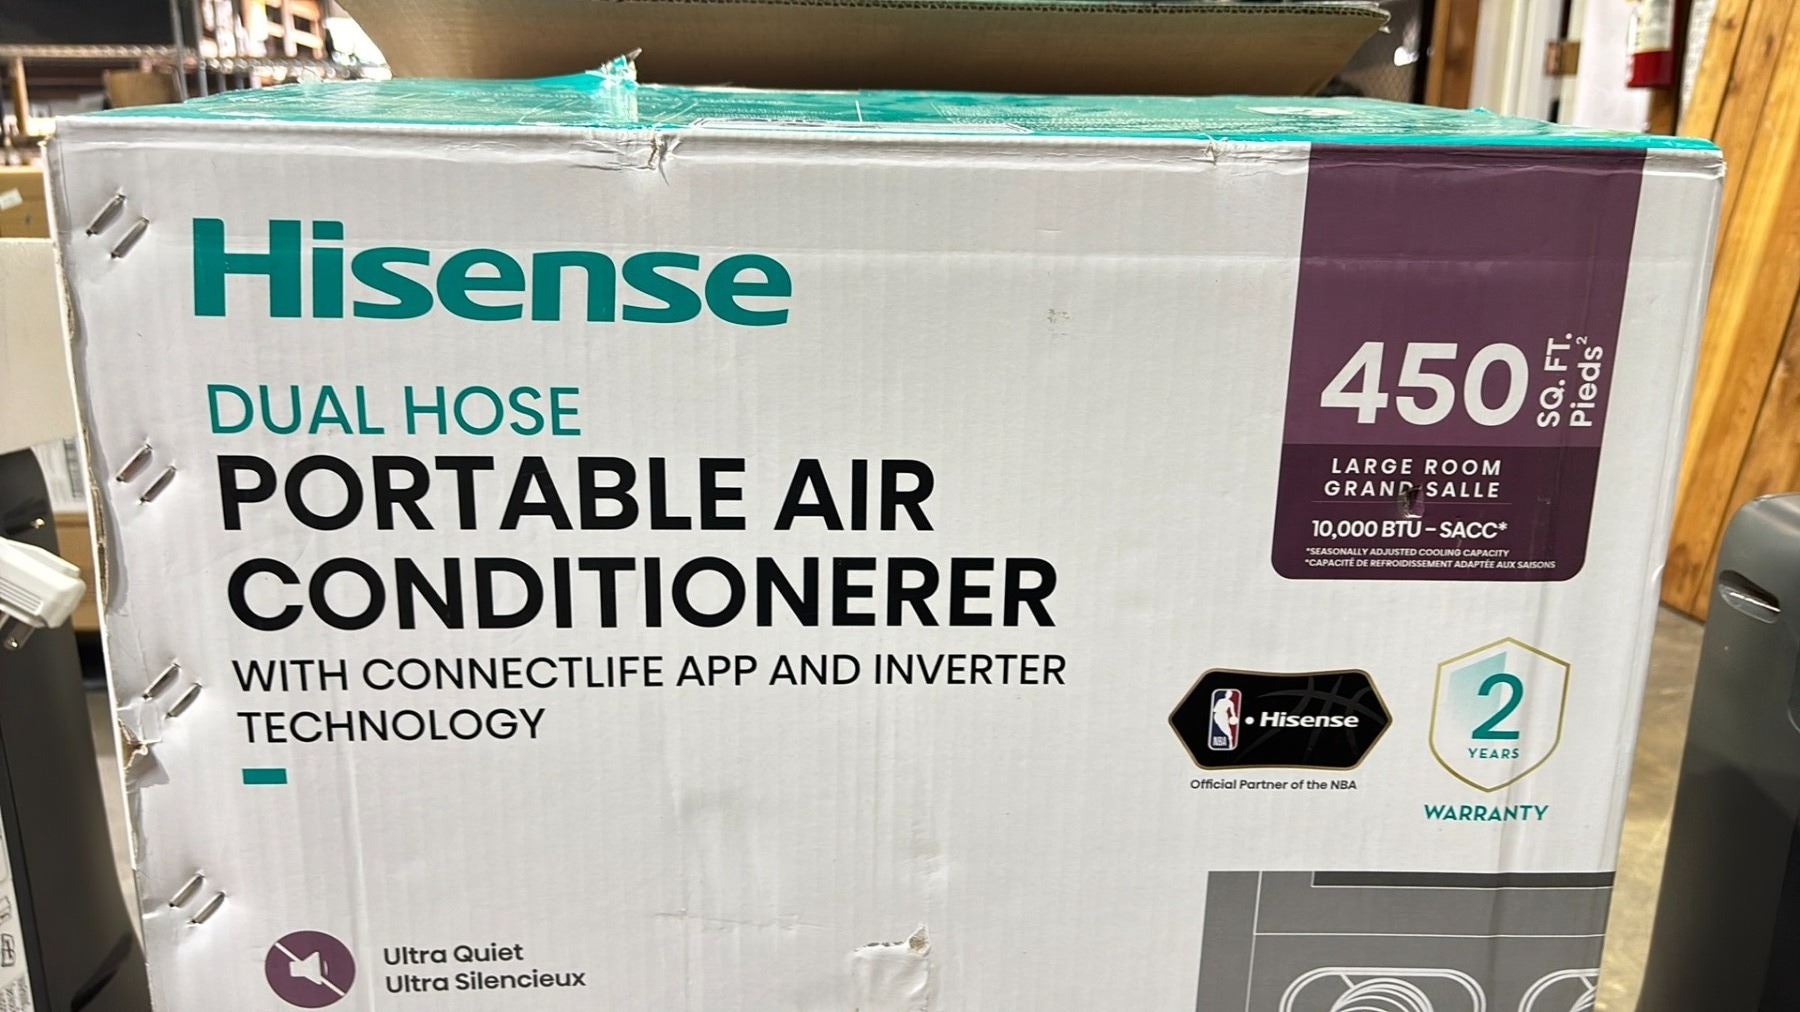 Hisense
DUAL HOSE
PORTABLE AIR
CONDITIONERER
WITH CONNECTLIFE APP AND INVERTER
TECHNOLOGY
Ultra Quiet
Ultra Silencieux
450 SQ. FT.
Pieds²
LARGE ROOM
GRAND SALLE
10,000 BTU – SACC*
*SEASONALLY ADJUSTED COOLING CAPACITY
*CAPACITÉ DE REFROIDISSEMENT ADAPTÉE AUX SAISONS
NBA • Hisense
Official Partner of the NBA
2
YEARS
WARRANTY